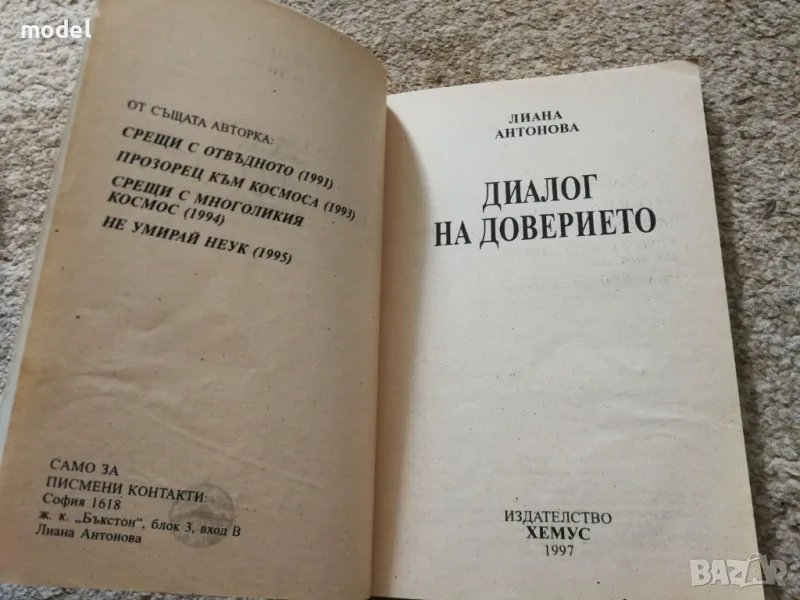 model
ОТ СЪЩАТА АВТОРКА:
СРЕЩИ С ОТВЪДНОТО (1991)
ПРОЗОРЕЦ КЪМ КОСМОСА (1993)
СРЕЩИ С МНОГОЛИКИЯ
КОСМОС (1994)
НЕ УМИРАЙ НЕУК (1995)
САМО ЗА
ПИСМЕНИ КОНТАКТИ:
София 1618
ж. к. „Бъкстон", блок 3, вход В
Лиана Антонова
ЛИАНА
АНТОНОВА
ДИАЛОГ
НА ДОВЕРИЕТО
ИЗДАТЕЛСТВО
ХЕМУС
1997
BAZAR